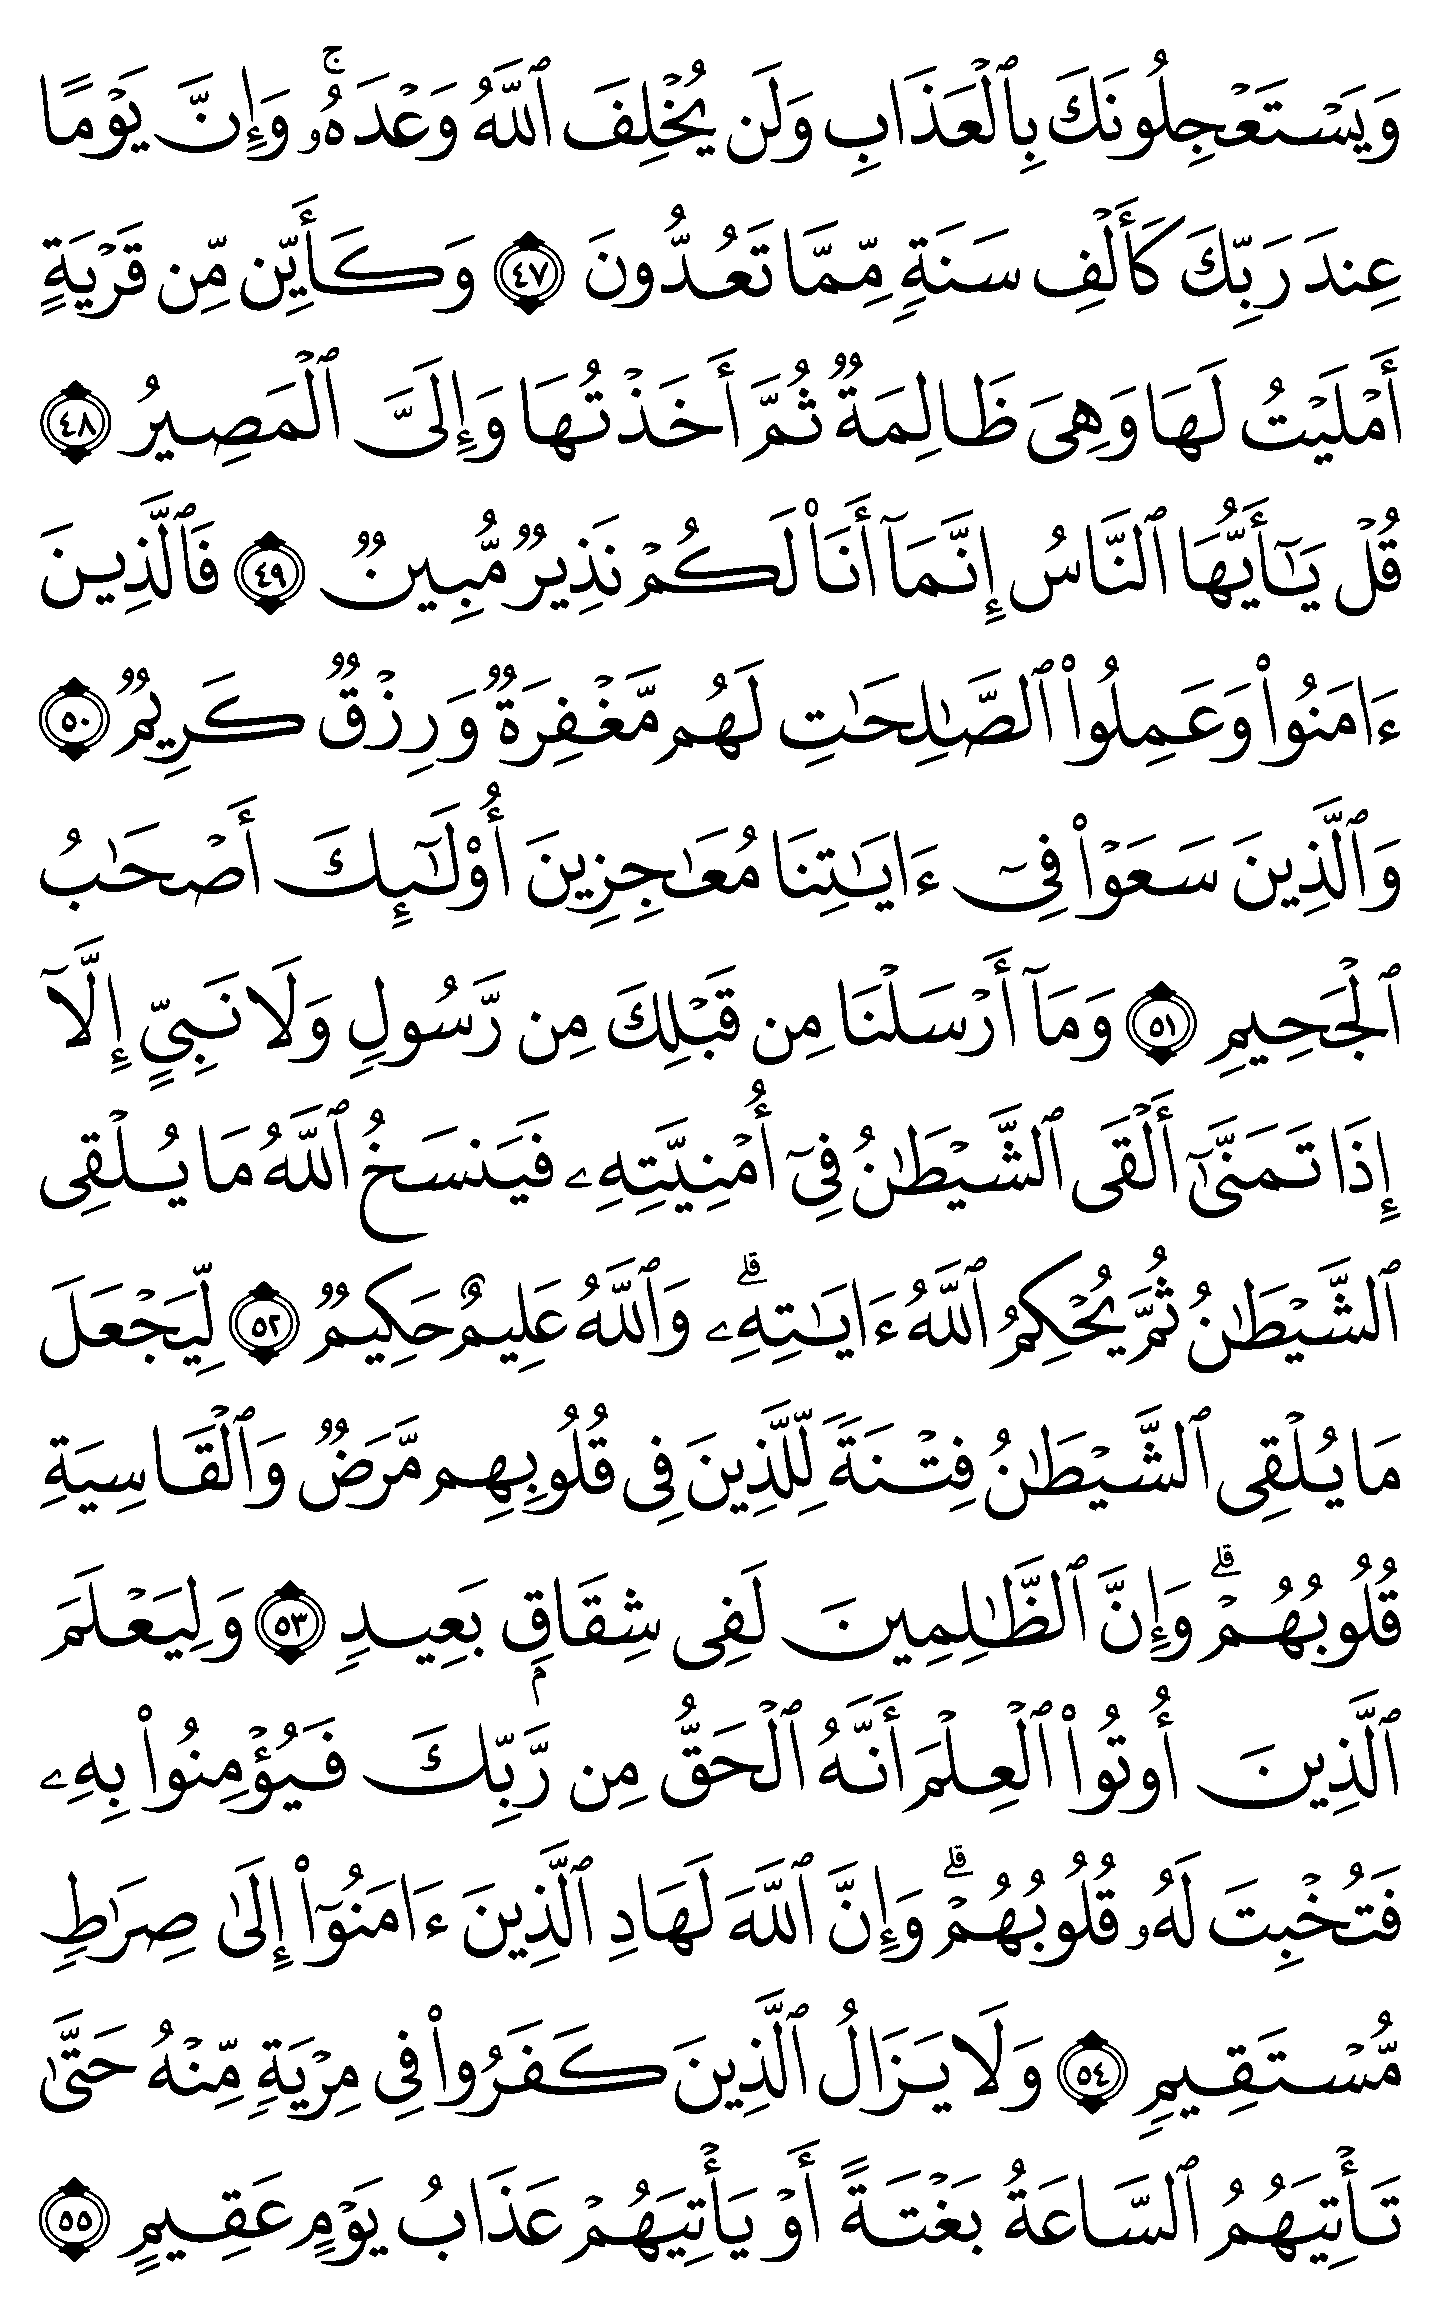 وَيَسۡتَعۡجِلُونَكَ بِٱلۡعَذَابِ وَلَن يُخۡلِفَ ٱللَّهُ وَعۡدَهُۥۚ وَإِنَّ يَوۡمًا
عِندَ رَبِّكَ كَأَلۡفِ سَنَةٖ مِّمَّا تَعُدُّونَ ٤٧ وَكَأَيِّن مِّن قَرۡيَةٍ
أَمۡلَيۡتُ لَهَا وَهِيَ ظَالِمَةٞ ثُمَّ أَخَذۡتُهَا وَإِلَيَّ ٱلۡمَصِيرُ ٤٨
قُلۡ يَٰٓأَيُّهَا ٱلنَّاسُ إِنَّمَآ أَنَا۠ لَكُمۡ نَذِيرٞ مُّبِينٞ ٤٩ فَٱلَّذِينَ
ءَامَنُواْ وَعَمِلُواْ ٱلصَّٰلِحَٰتِ لَهُم مَّغۡفِرَةٞ وَرِزۡقٞ كَرِيمٞ ٥٠
وَٱلَّذِينَ سَعَوۡاْ فِيٓ ءَايَٰتِنَا مُعَٰجِزِينَ أُوْلَٰٓئِكَ أَصۡحَٰبُ
ٱلۡجَحِيمِ ٥١ وَمَآ أَرۡسَلۡنَا مِن قَبۡلِكَ مِن رَّسُولٖ وَلَا نَبِيٍّ إِلَّآ
إِذَا تَمَنَّىٰٓ أَلۡقَى ٱلشَّيۡطَٰنُ فِيٓ أُمۡنِيَّتِهِۦ فَيَنسَخُ ٱللَّهُ مَا يُلۡقِي
ٱلشَّيۡطَٰنُ ثُمَّ يُحۡكِمُ ٱللَّهُ ءَايَٰتِهِۦۗ وَٱللَّهُ عَلِيمٌ حَكِيمٞ ٥٢ لِّيَجۡعَلَ
مَا يُلۡقِي ٱلشَّيۡطَٰنُ فِتۡنَةٗ لِّلَّذِينَ فِي قُلُوبِهِم مَّرَضٞ وَٱلۡقَاسِيَةِ
قُلُوبُهُمۡۗ وَإِنَّ ٱلظَّٰلِمِينَ لَفِي شِقَاقِۭ بَعِيدٖ ٥٣ وَلِيَعۡلَمَ
ٱلَّذِينَ أُوتُواْ ٱلۡعِلۡمَ أَنَّهُ ٱلۡحَقُّ مِن رَّبِّكَ فَيُؤۡمِنُواْ بِهِۦ
فَتُخۡبِتَ لَهُۥ قُلُوبُهُمۡۗ وَإِنَّ ٱللَّهَ لَهَادِ ٱلَّذِينَ ءَامَنُوٓاْ إِلَىٰ صِرَٰطٖ
مُّسۡتَقِيمٖ ٥٤ وَلَا يَزَالُ ٱلَّذِينَ كَفَرُواْ فِي مِرۡيَةٖ مِّنۡهُ حَتَّىٰ
تَأۡتِيَهُمُ ٱلسَّاعَةُ بَغۡتَةً أَوۡ يَأۡتِيَهُمۡ عَذَابُ يَوۡمٍ عَقِيمٍ ٥٥